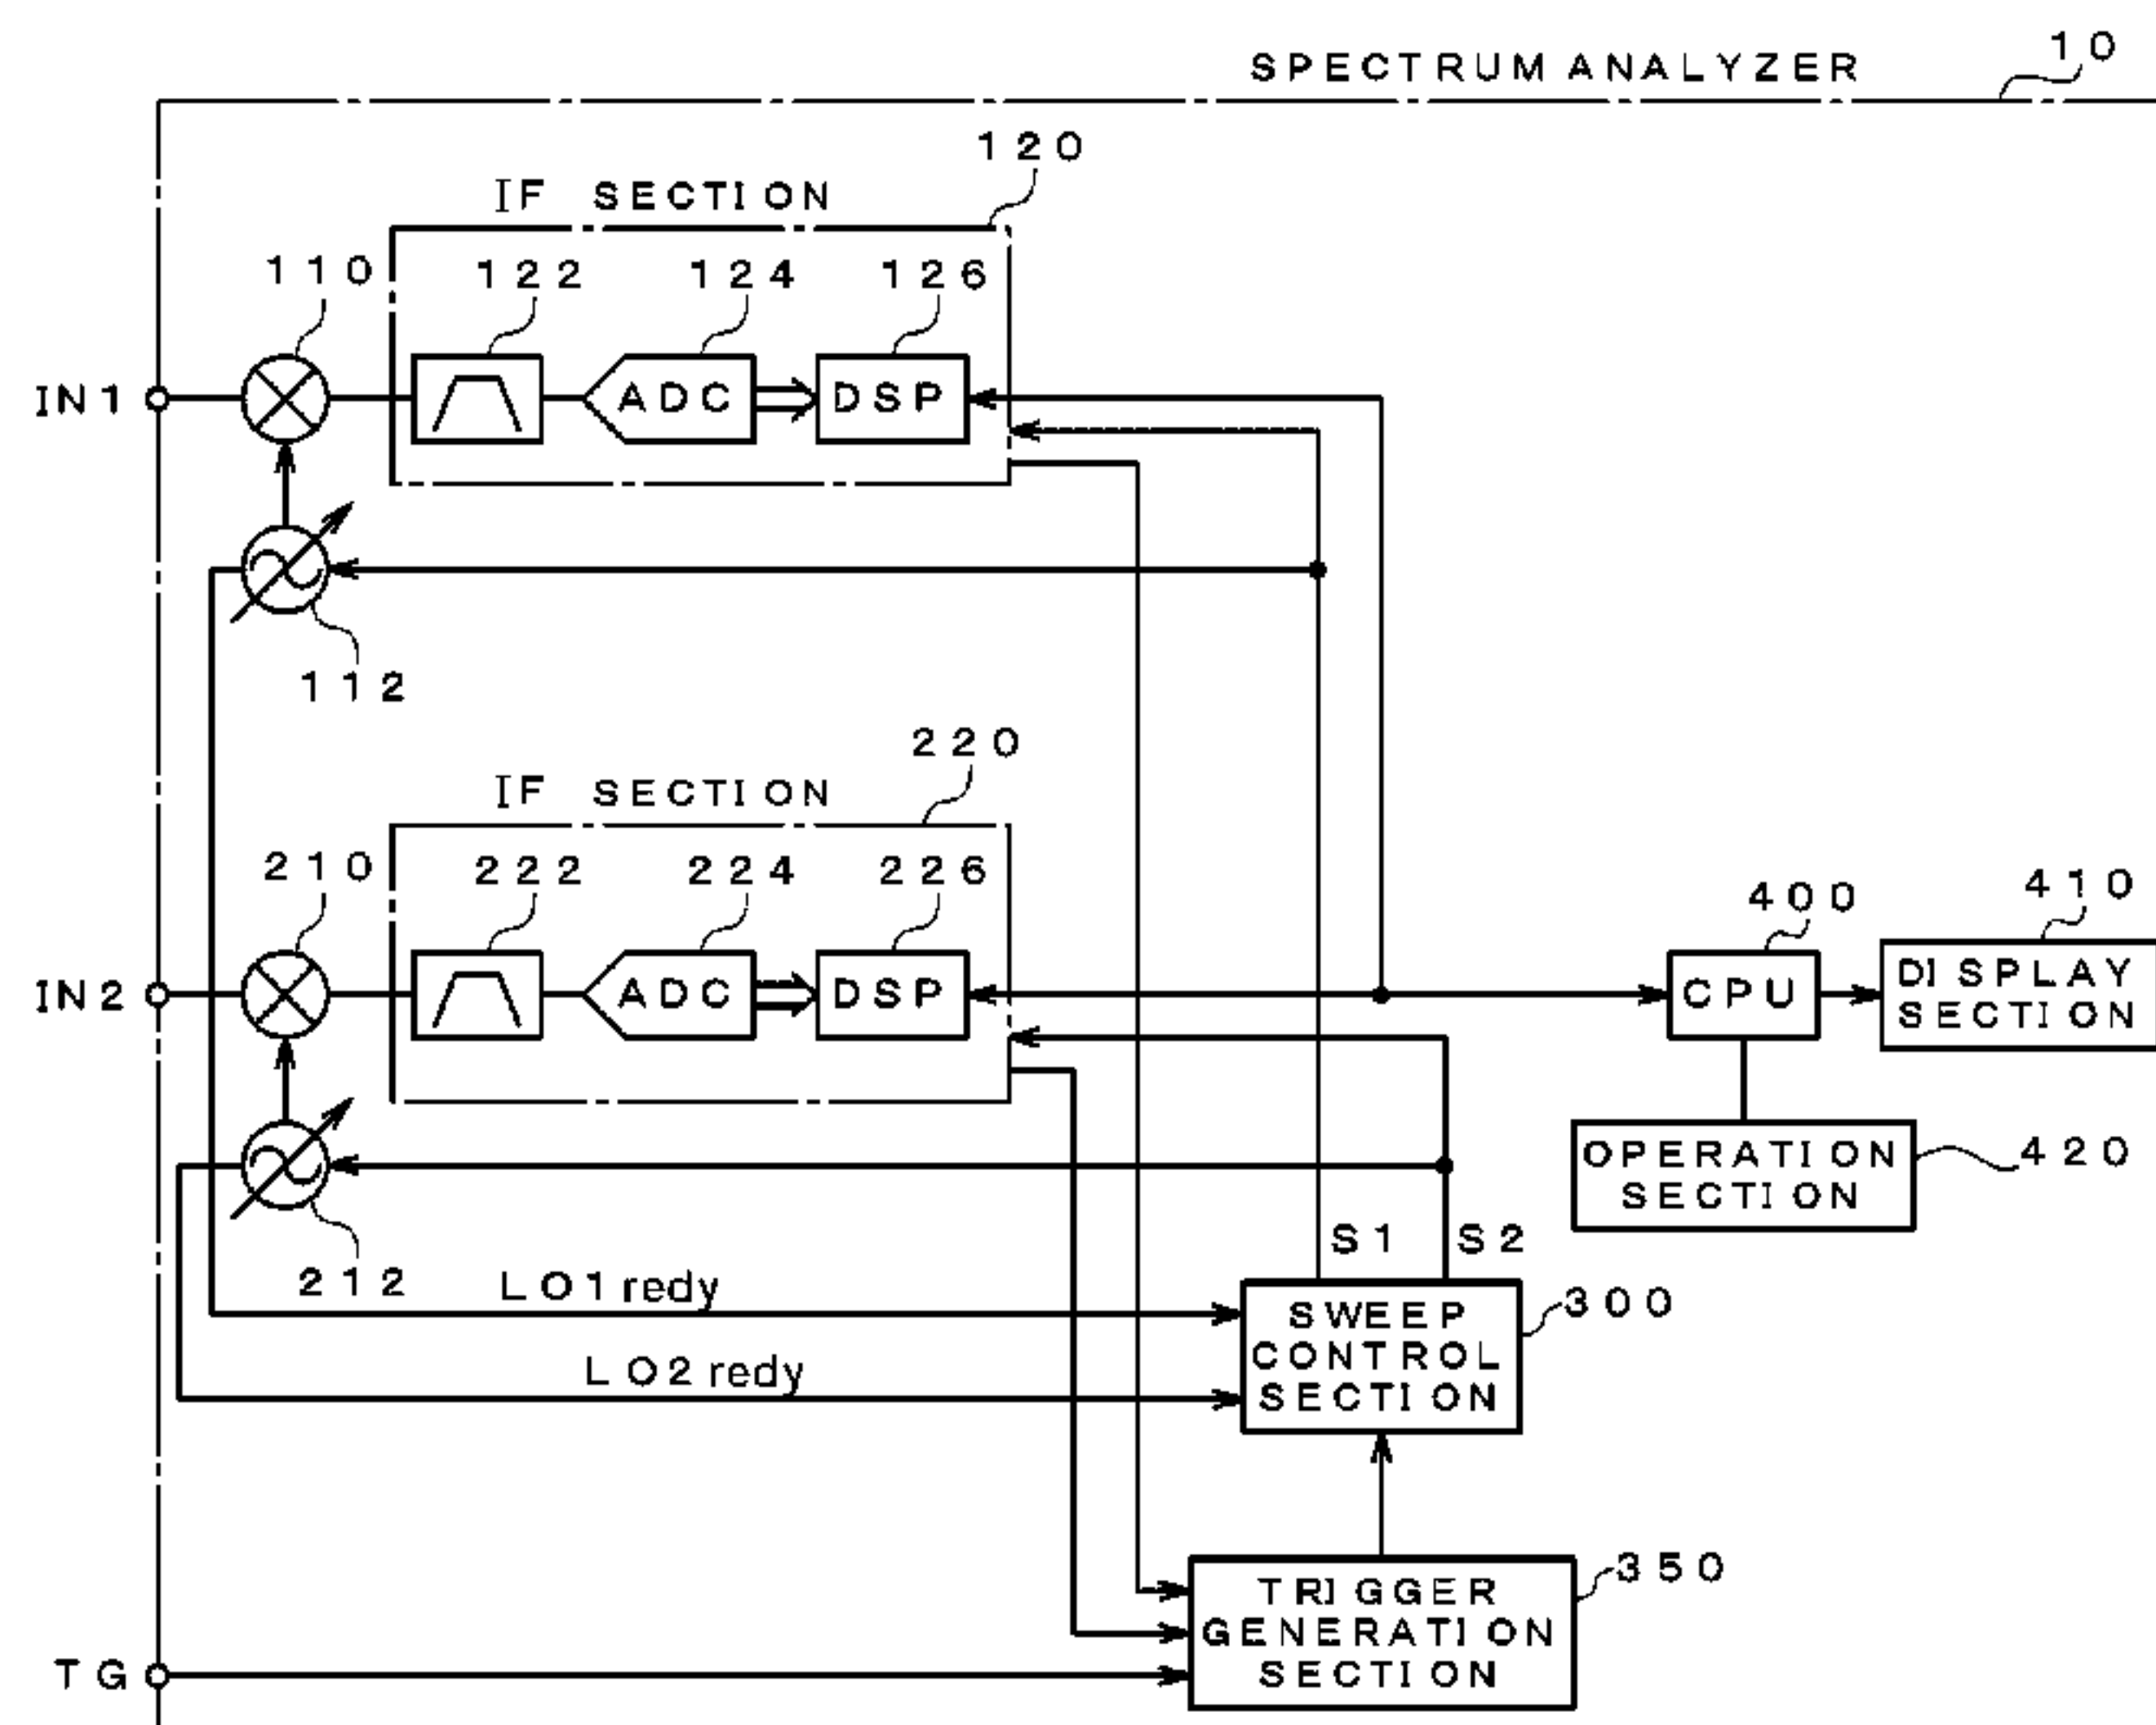 SPECTRUM ANALYZER
10
120
IF SECTION
110
122
124
126
IN1
ADC
DSP
112
220
IF SECTION
210
222
224
226
400
410
IN2
ADC
DSP
CPU
DISPLAY
SECTION
OPERATION
SECTION
420
212
S1
S2
LO1 redy
300
SWEEP
CONTROL
SECTION
LO2 redy
350
TRIGGER
GENERATION
SECTION
TG